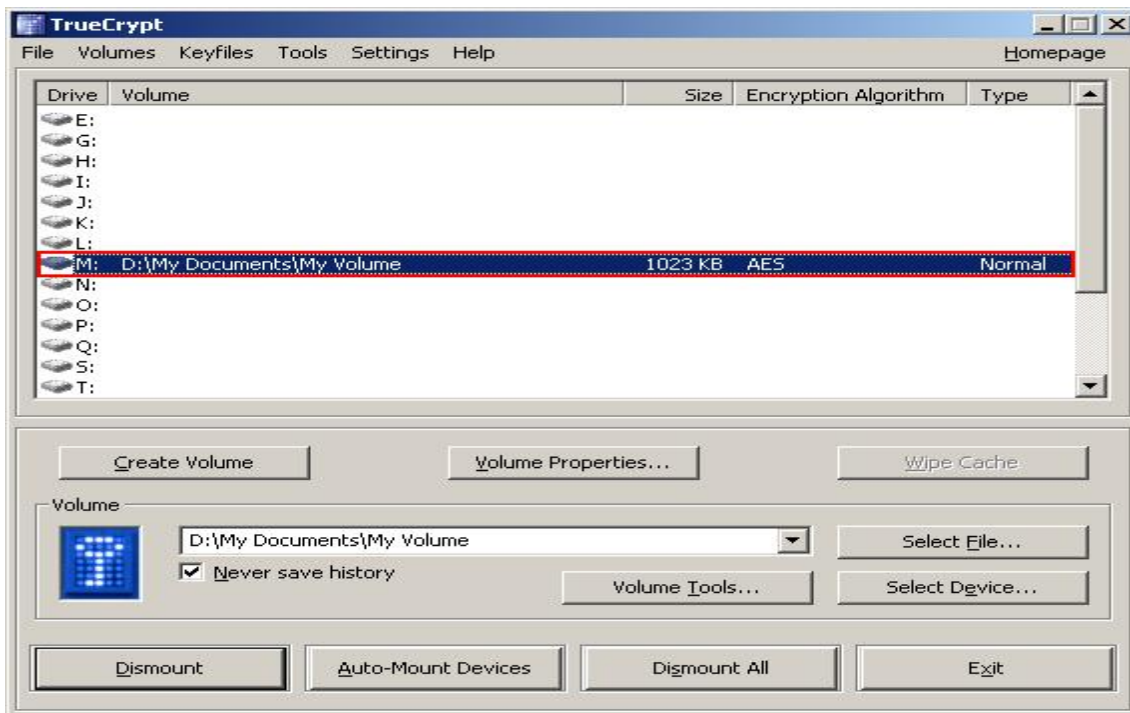 TrueCrypt
File Volumes Keyfiles Tools Settings Help Homepage
Drive Volume Size Encryption Algorithm Type
E:
G:
H:
I:
J:
K:
L:
M: D:\My Documents\My Volume 1023 KB AES Normal
N:
O:
P:
Q:
S:
T:
Create Volume Volume Properties... Wipe Cache
Volume
D:\My Documents\My Volume Select File...
Never save history
Volume Tools... Select Device...
Dismount Auto-Mount Devices Dismount All Exit